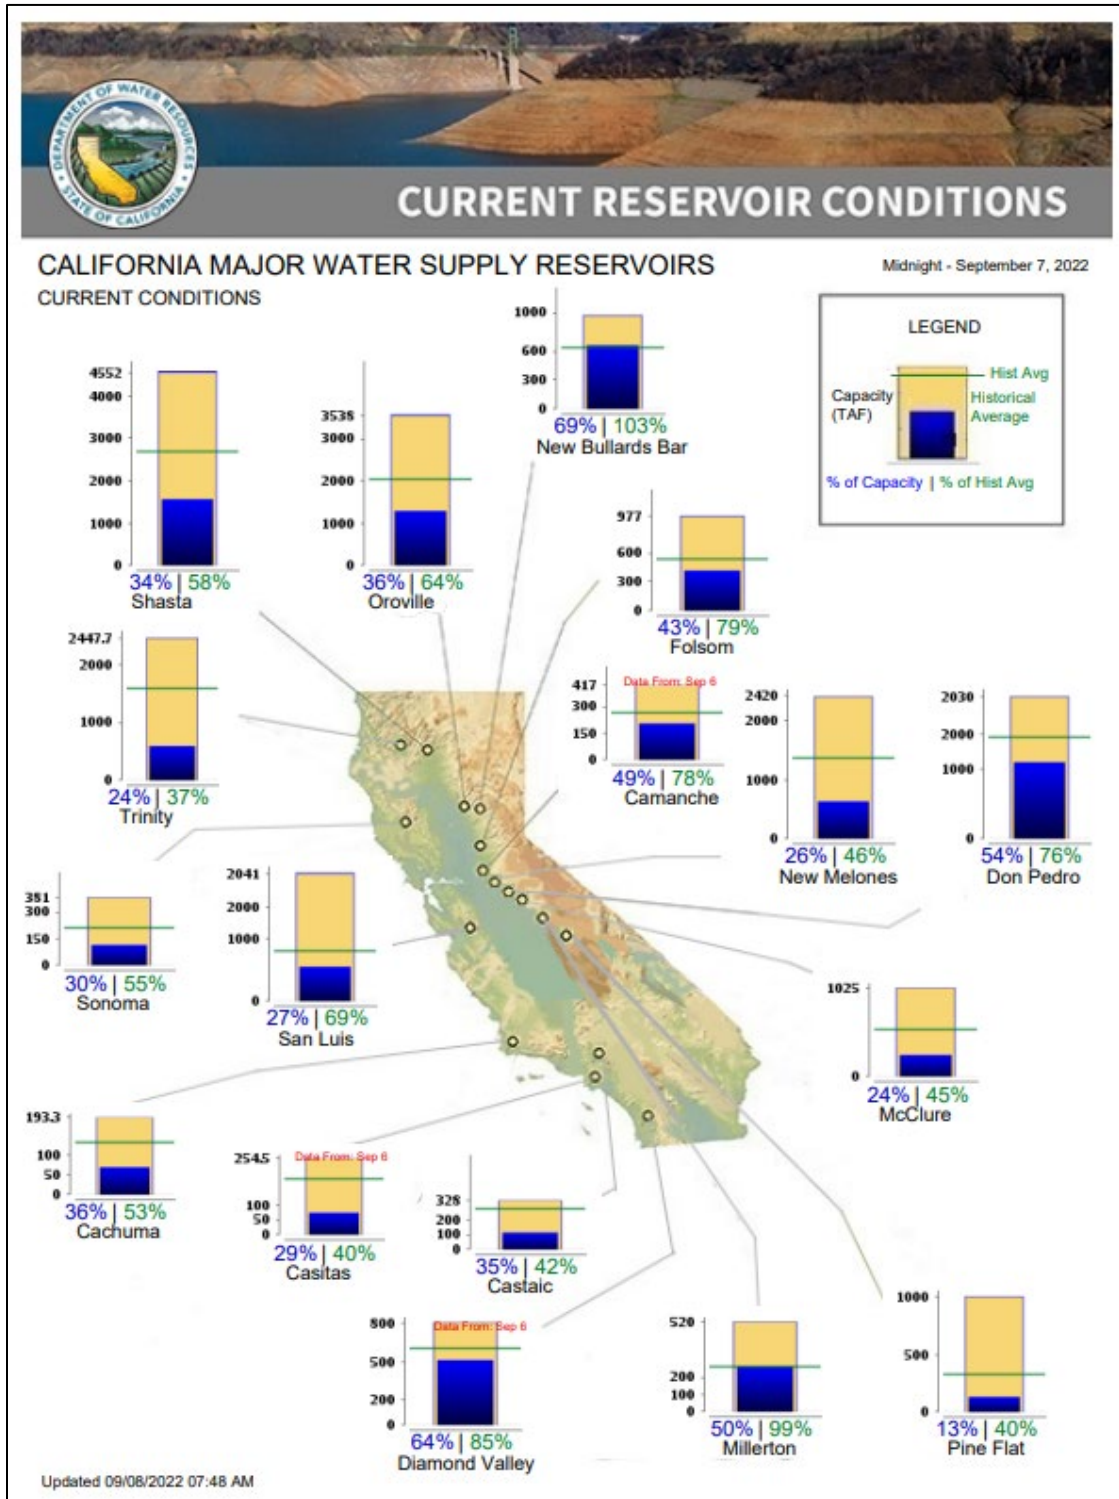 DEPARTMENT OF WATER RESOURCES
STATE OF CALIFORNIA
CURRENT RESERVOIR CONDITIONS
CALIFORNIA MAJOR WATER SUPPLY RESERVOIRS
Midnight - September 7, 2022
CURRENT CONDITIONS
LEGEND
Hist Avg
Capacity
(TAF)
Historical
Average
% of Capacity | % of Hist Avg
4552
4000
3000
2000
1000
0
34% | 58%
Shasta
3538
3000
2000
1000
0
36% | 64%
Oroville
1000
600
300
0
69% | 103%
New Bullards Bar
977
600
300
0
43% | 79%
Folsom
2447.7
2000
1000
0
24% | 37%
Trinity
Data From: Sep 6
417
300
150
0
49% | 78%
Camanche
2420
2000
1000
0
26% | 46%
New Melones
2030
2000
1000
0
54% | 76%
Don Pedro
381
300
150
0
30% | 55%
Sonoma
2041
2000
1000
0
27% | 69%
San Luis
1025
0
24% | 45%
McClure
193.3
100
50
0
36% | 53%
Cachuma
Data From: Sep 6
254.5
100
50
0
29% | 40%
Casitas
328
200
100
0
35% | 42%
Castaic
Data From: Sep 6
800
500
200
0
64% | 85%
Diamond Valley
520
200
100
0
50% | 99%
Millerton
1000
500
0
13% | 40%
Pine Flat
Updated 09/08/2022 07:48 AM